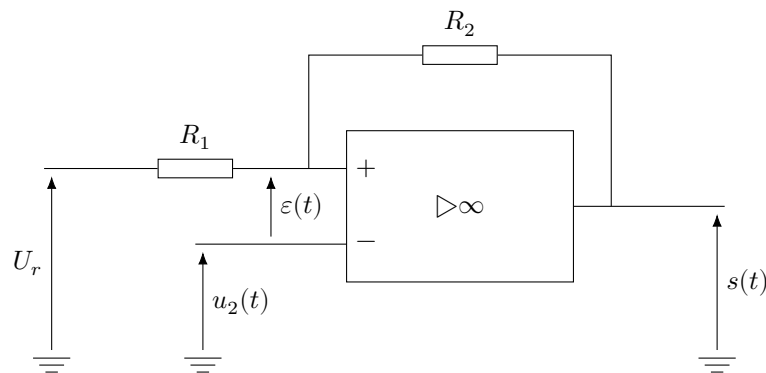 R₂
R₁
+
ε(t)
▷∞
−
Uᵣ
u₂(t)
s(t)